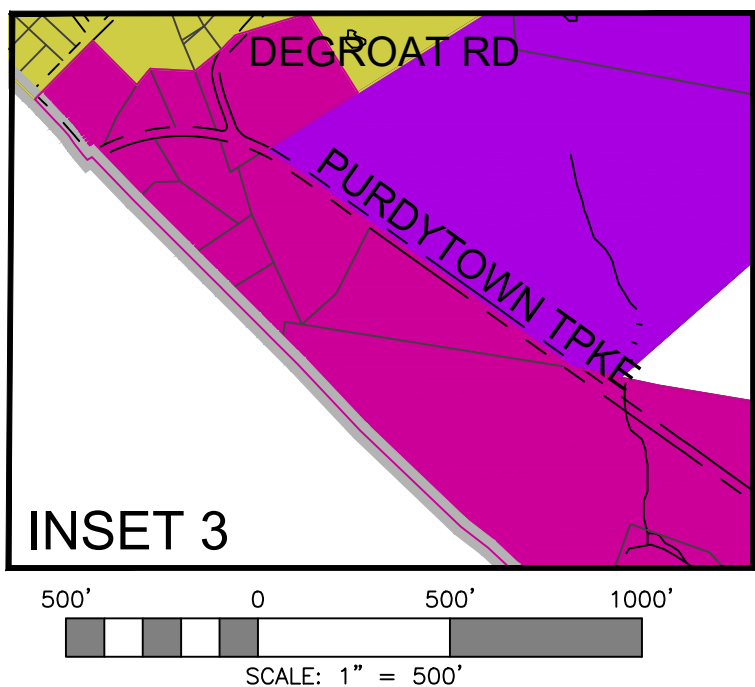 DEGROAT RD
PURDYTOWN TPKE
INSET 3
500' 0 500' 1000'
SCALE: 1" = 500'